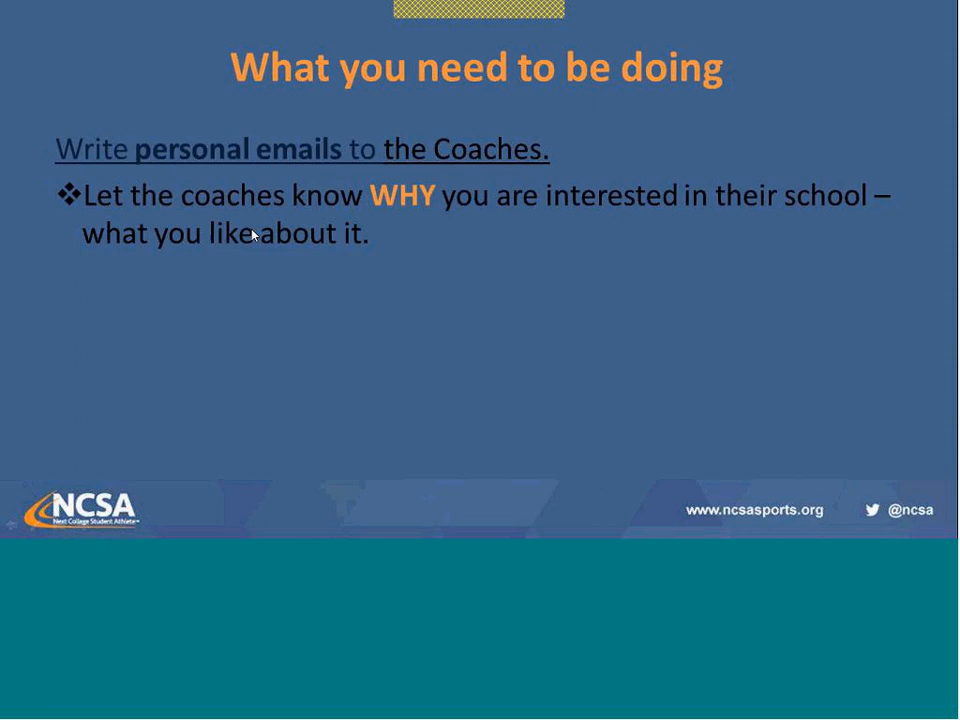 What you need to be doing
Write personal emails to the Coaches.
❖Let the coaches know WHY you are interested in their school –
what you like about it.
NCSA
Next College Student Athlete
www.ncsasports.org @ncsa